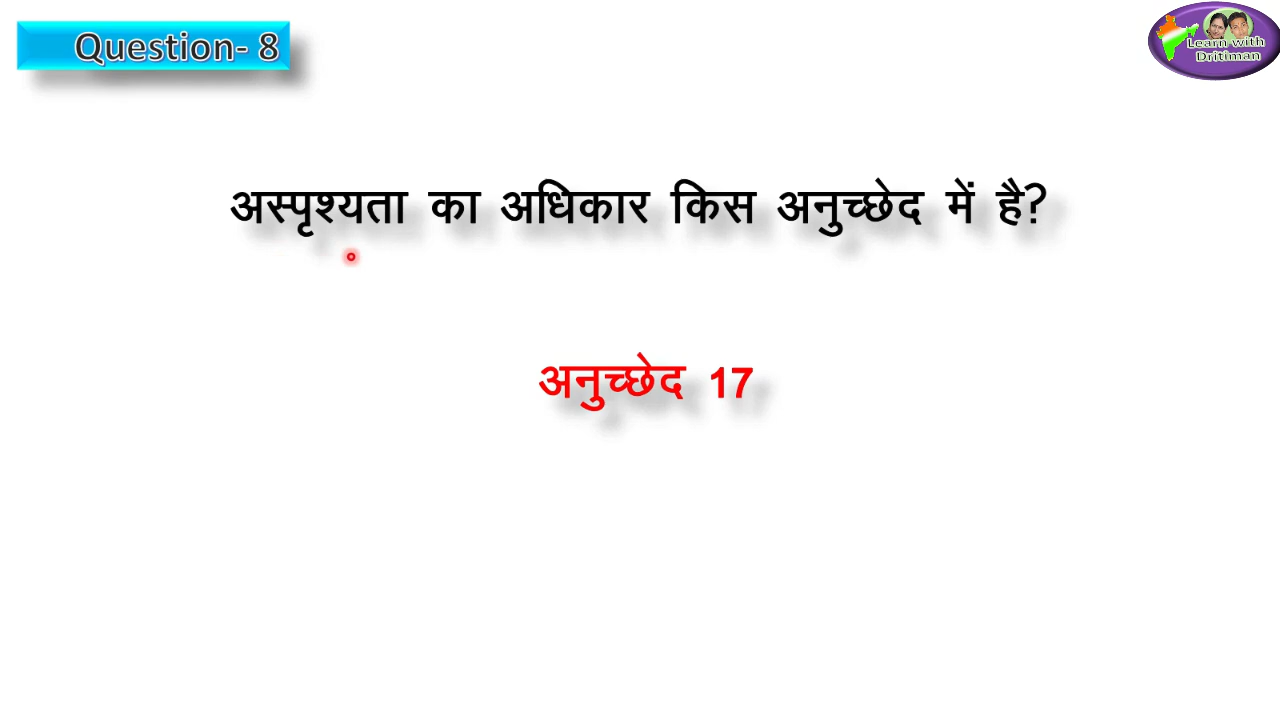 Question- 8
Learn with
Dritiman
अस्पृश्यता का अधिकार किस अनुच्छेद में है?
अनुच्छेद 17